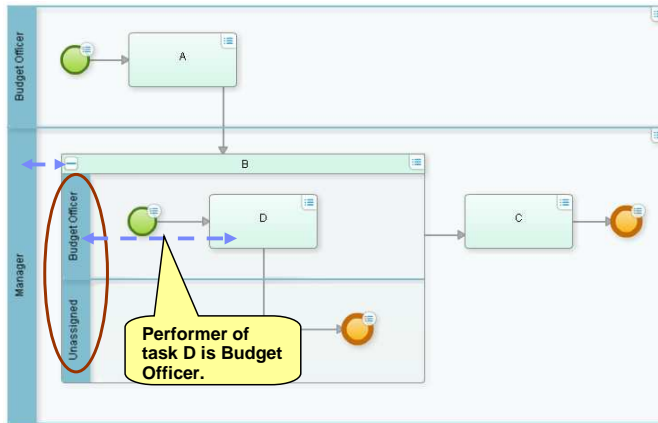 Budget Officer
A
Manager
B
Budget Officer
D
C
Unassigned
Performer of
task D is Budget
Officer.